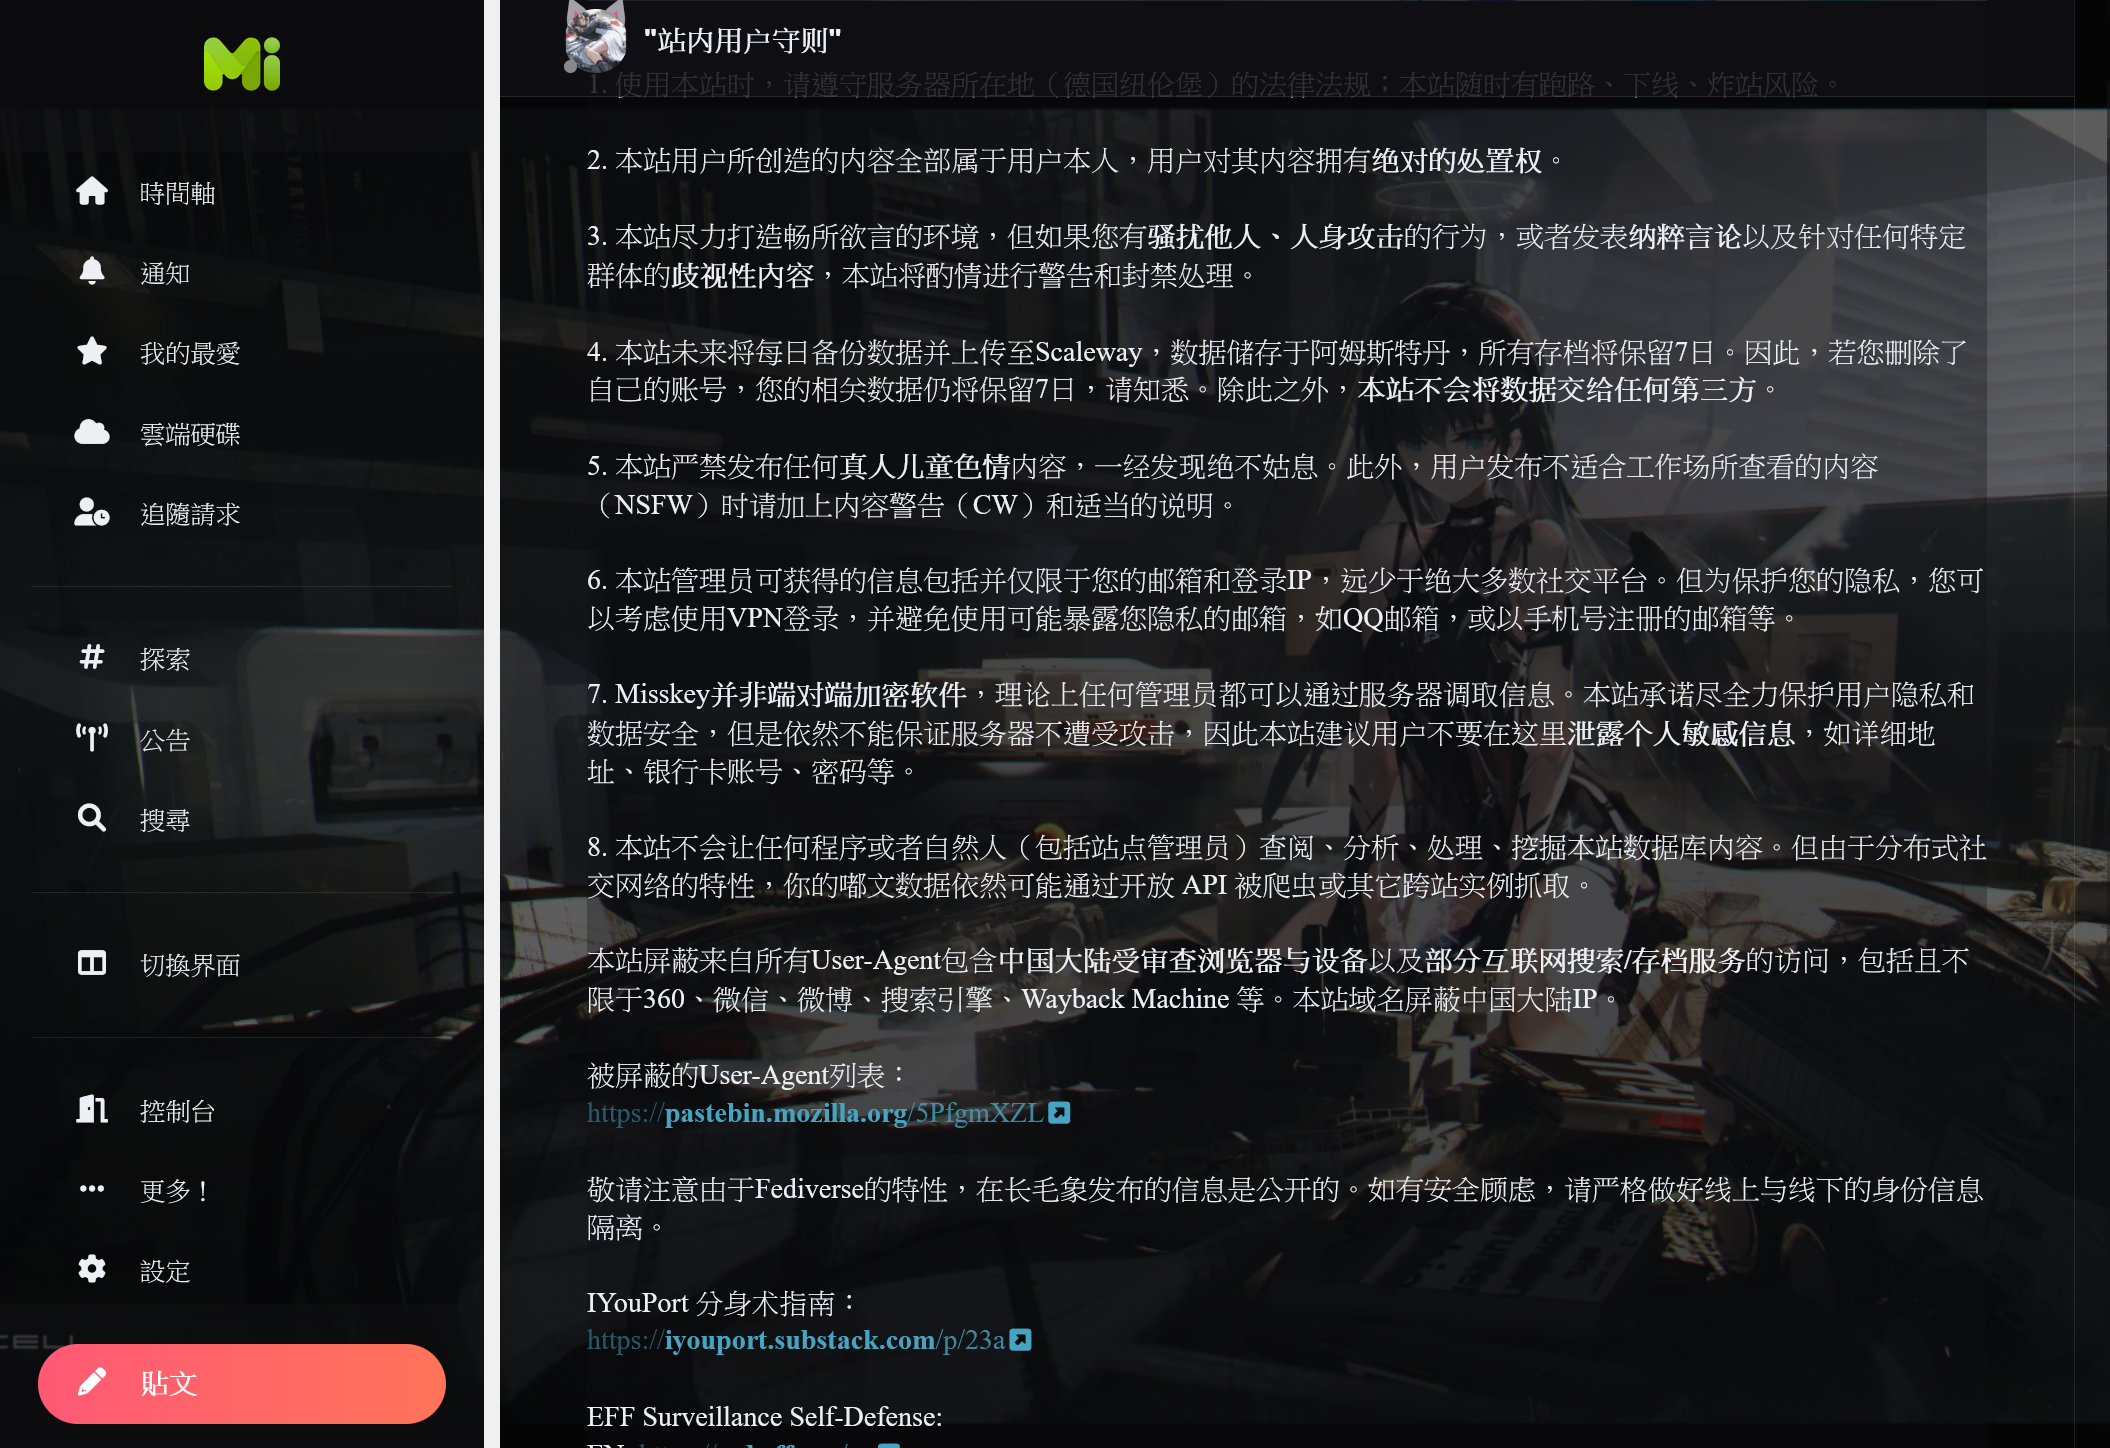 Mi
時間軸
通知
我的最愛
雲端硬碟
追隨請求
探索
公告
搜尋
切換界面
控制台
更多！
設定
貼文
"站内用户守则"
1. 使用本站时，请遵守服务器所在地（德国纽伦堡）的法律法规；本站随时有跑路、下线、炸站风险。
2. 本站用户所创造的内容全部属于用户本人，用户对其内容拥有绝对的处置权。
3. 本站尽力打造畅所欲言的环境，但如果您有骚扰他人、人身攻击的行为，或者发表纳粹言论以及针对任何特定
群体的歧视性内容，本站将酌情进行警告和封禁处理。
4. 本站未来将每日备份数据并上传至Scaleway，数据储存于阿姆斯特丹，所有存档将保留7日。因此，若您删除了
自己的账号，您的相关数据仍将保留7日，请知悉。除此之外，本站不会将数据交给任何第三方。
5. 本站严禁发布任何真人儿童色情内容，一经发现绝不姑息。此外，用户发布不适合工作场所查看的内容
（NSFW）时请加上内容警告（CW）和适当的说明。
6. 本站管理员可获得的信息包括并仅限于您的邮箱和登录IP，远少于绝大多数社交平台。但为保护您的隐私，您可
以考虑使用VPN登录，并避免使用可能暴露您隐私的邮箱，如QQ邮箱，或以手机号注册的邮箱等。
7. Misskey并非端对端加密软件，理论上任何管理员都可以通过服务器调取信息。本站承诺尽全力保护用户隐私和
数据安全，但是依然不能保证服务器不遭受攻击，因此本站建议用户不要在这里泄露个人敏感信息，如详细地
址、银行卡账号、密码等。
8. 本站不会让任何程序或者自然人（包括站点管理员）查阅、分析、处理、挖掘本站数据库内容。但由于分布式社
交网络的特性，你的嘟文数据依然可能通过开放 API 被爬虫或其它跨站实例抓取。
本站屏蔽来自所有User-Agent包含中国大陆受审查浏览器与设备以及部分互联网搜索/存档服务的访问，包括且不
限于360、微信、微博、搜索引擎、Wayback Machine 等。本站域名屏蔽中国大陆IP。
被屏蔽的User-Agent列表：
https://pastebin.mozilla.org/5PfgmXZL
敬请注意由于Fediverse的特性，在长毛象发布的信息是公开的。如有安全顾虑，请严格做好线上与线下的身份信息
隔离。
IYouPort 分身术指南：
https://iyouport.substack.com/p/23a
EFF Surveillance Self-Defense: